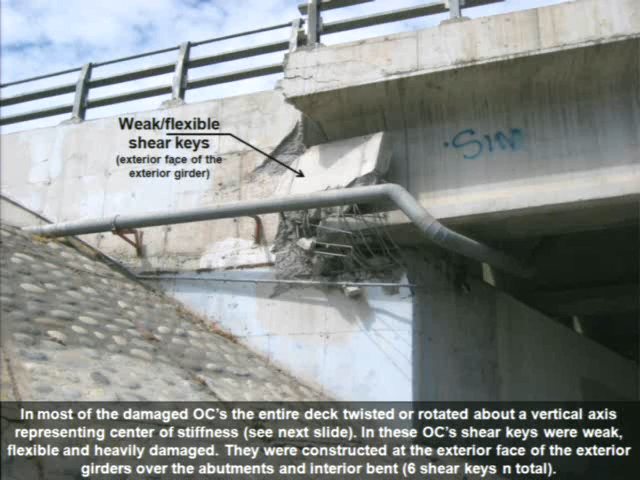 Weak/flexible
shear keys
(exterior face of the
exterior girder)
·SIN
In most of the damaged OC's the entire deck twisted or rotated about a vertical axis
representing center of stiffness (see next slide). In these OC's shear keys were weak,
flexible and heavily damaged. They were constructed at the exterior face of the exterior
girders over the abutments and interior bent (6 shear keys n total).